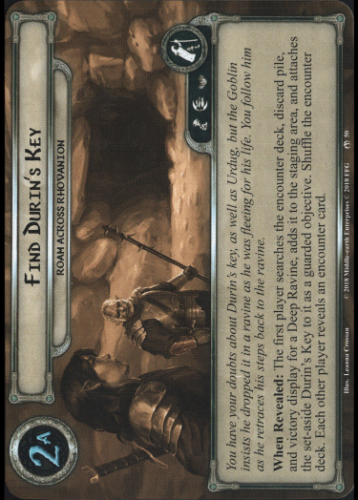 2A
FIND DURIN'S KEY
ROAM ACROSS RHOVANION
You have your doubts about Durin's key, as well as Urdug, but the Goblin
insists he dropped it in a ravine as he was fleeing for his life. You follow him
as he retraces his steps back to the ravine.
When Revealed: The first player searches the encounter deck, discard pile,
and victory display for a Deep Ravine, adds it to the staging area, and attaches
the set-aside Durin's Key to it as a guarded objective. Shuffle the encounter
deck. Each other player reveals an encounter card.
Illus. Leanna Crossan © 2018 Middle-earth Enterprises © 2018 FFG 50